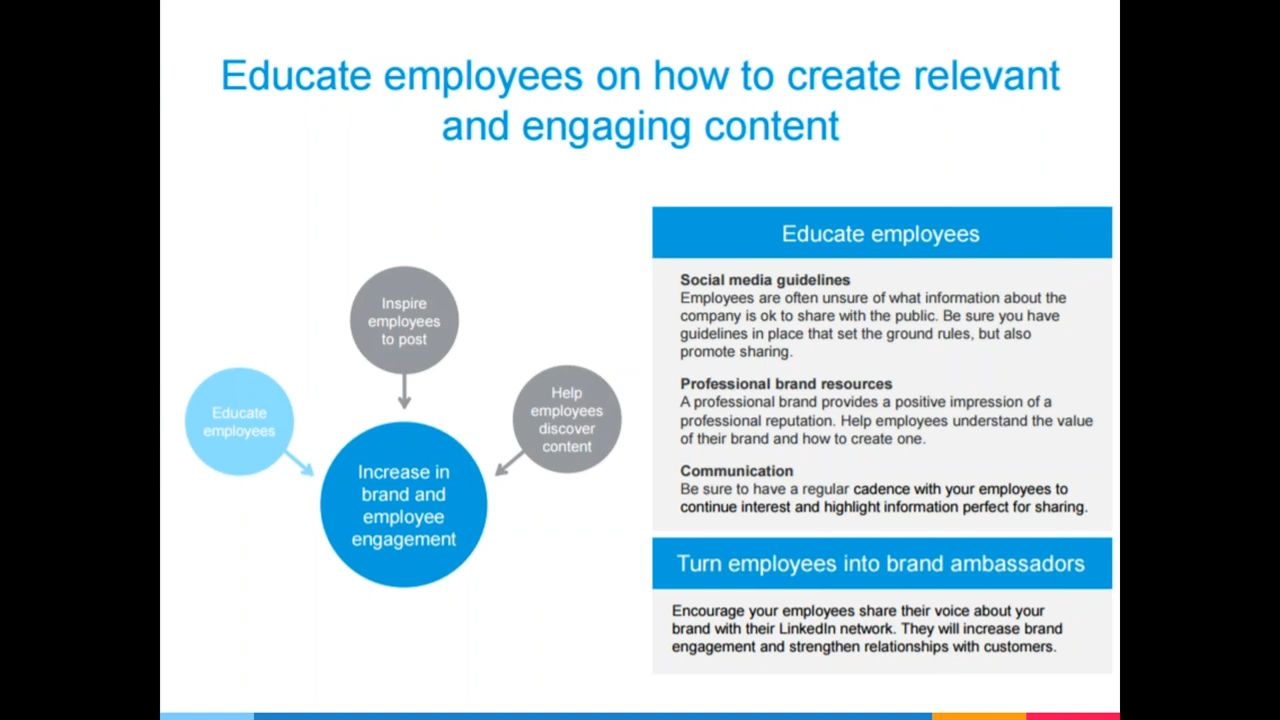 Educate employees on how to create relevant
and engaging content
Inspire
employees
to post
Educate
employees
Help
employees
discover
content
Increase in
brand and
employee
engagement
Educate employees
Social media guidelines
Employees are often unsure of what information about the
company is ok to share with the public. Be sure you have
guidelines in place that set the ground rules, but also
promote sharing.
Professional brand resources
A professional brand provides a positive impression of a
professional reputation. Help employees understand the value
of their brand and how to create one.
Communication
Be sure to have a regular cadence with your employees to
continue interest and highlight information perfect for sharing.
Turn employees into brand ambassadors
Encourage your employees share their voice about your
brand with their LinkedIn network. They will increase brand
engagement and strengthen relationships with customers.